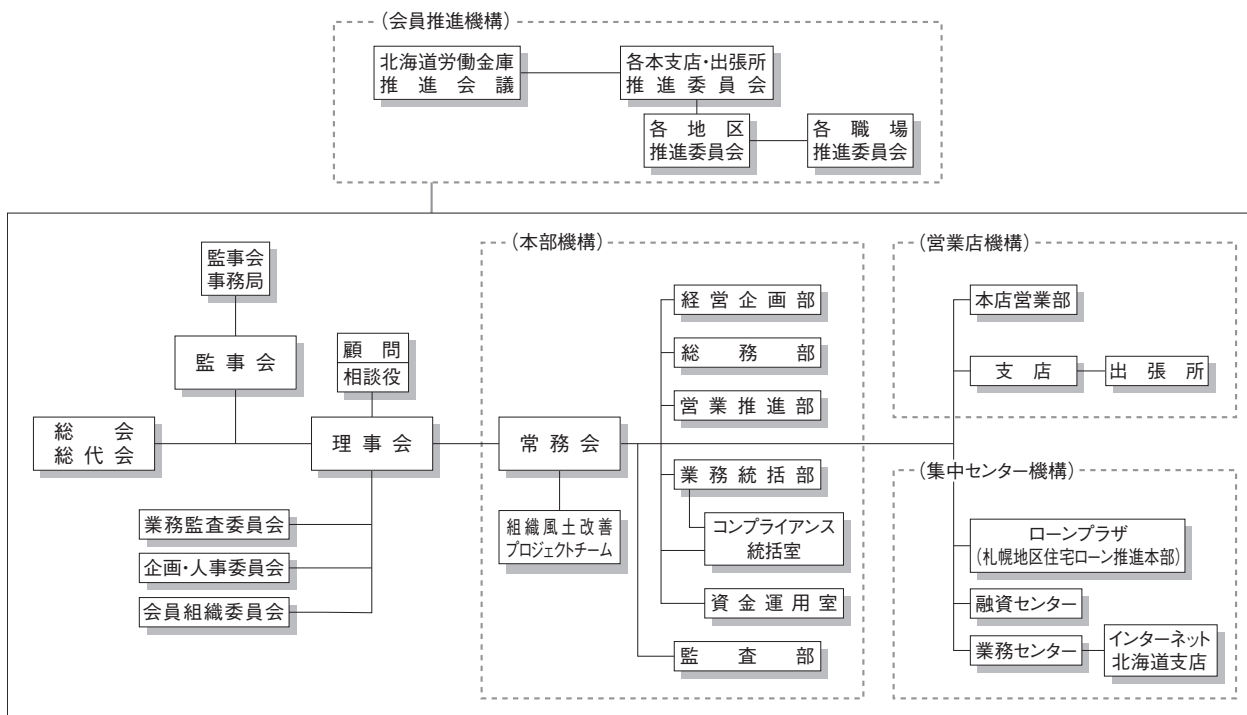 (会員推進機構)
北海道労働金庫
推進会議
各本支店・出張所
推進委員会
各地区
推進委員会
各職場
推進委員会
監事会
事務局
監事会
顧問
相談役
総会
総代会
理事会
業務監査委員会
企画・人事委員会
会員組織委員会
(本部機構)
常務会
組織風土改善
プロジェクトチーム
経営企画部
総務部
営業推進部
業務統括部
コンプライアンス
統括室
資金運用室
監査部
(営業店機構)
本店営業部
支店
出張所
(集中センター機構)
ローンプラザ
(札幌地区住宅ローン推進本部)
融資センター
業務センター
インターネット
北海道支店